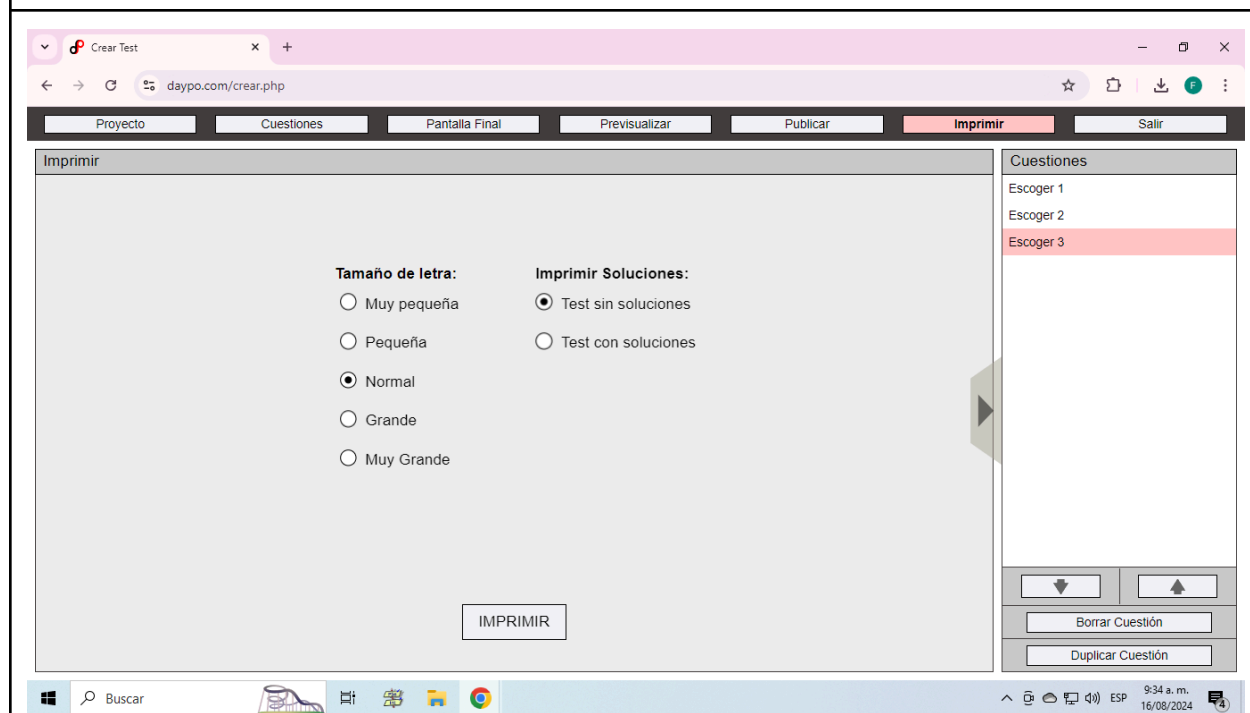 Crear Test
daypo.com/crear.php
F
Proyecto
Cuestiones
Pantalla Final
Previsualizar
Publicar
Imprimir
Salir
Imprimir
Tamaño de letra:
Muy pequeña
Pequeña
Normal
Grande
Muy Grande
Imprimir Soluciones:
Test sin soluciones
Test con soluciones
IMPRIMIR
Cuestiones
Escoger 1
Escoger 2
Escoger 3
Borrar Cuestión
Duplicar Cuestión
Buscar
ESP
9:34 a. m.
16/08/2024
4